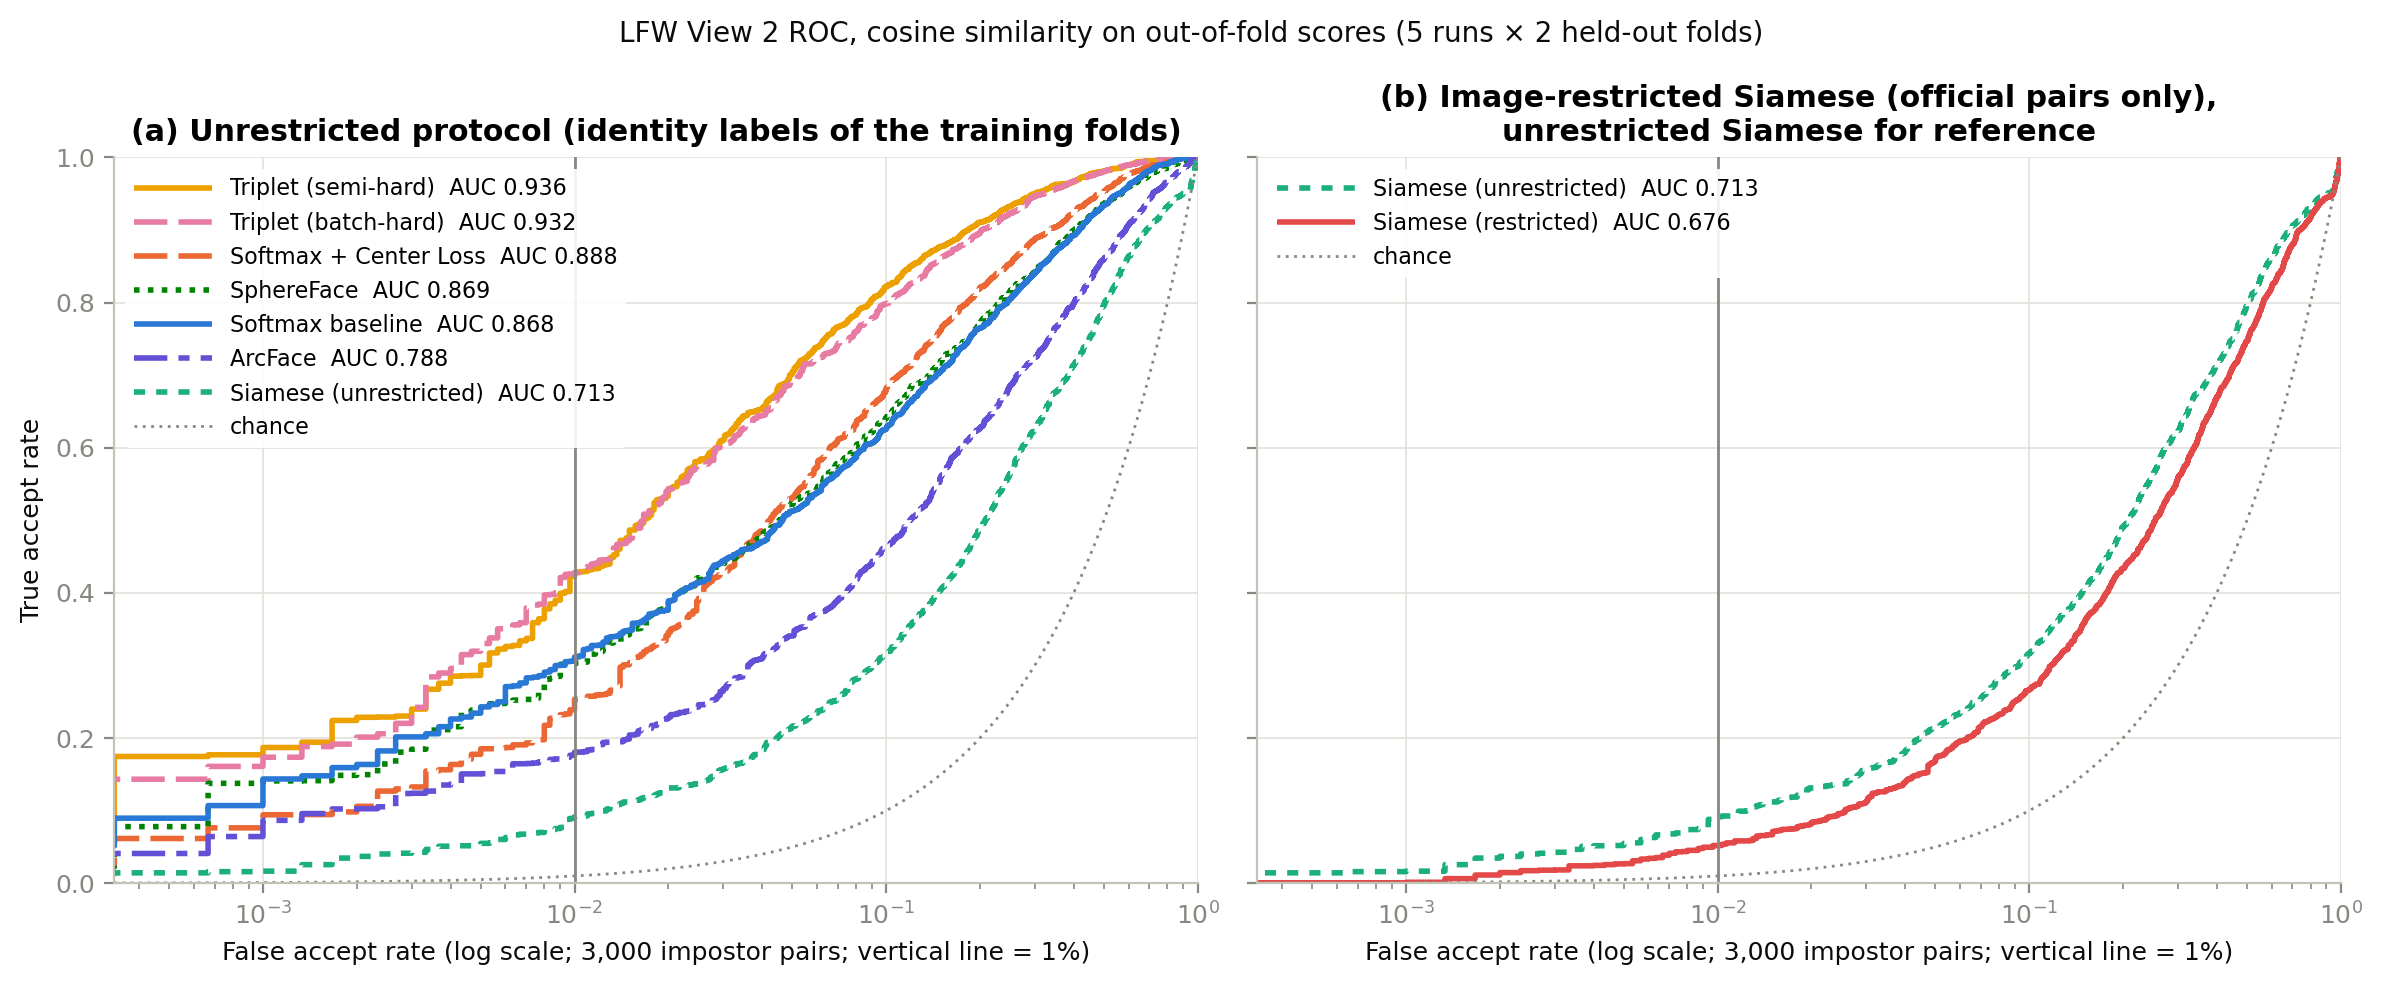 LFW View 2 ROC, cosine similarity on out-of-fold scores (5 runs × 2 held-out folds)
(a) Unrestricted protocol (identity labels of the training folds)
True accept rate
1.0
0.8
0.6
0.4
0.2
0.0
Triplet (semi-hard) AUC 0.936
Triplet (batch-hard) AUC 0.932
Softmax + Center Loss AUC 0.888
SphereFace AUC 0.869
Softmax baseline AUC 0.868
ArcFace AUC 0.788
Siamese (unrestricted) AUC 0.713
chance
10⁻³ 10⁻² 10⁻¹ 10⁰
False accept rate (log scale; 3,000 impostor pairs; vertical line = 1%)
(b) Image-restricted Siamese (official pairs only),
unrestricted Siamese for reference
Siamese (unrestricted) AUC 0.713
Siamese (restricted) AUC 0.676
chance
10⁻³ 10⁻² 10⁻¹ 10⁰
False accept rate (log scale; 3,000 impostor pairs; vertical line = 1%)